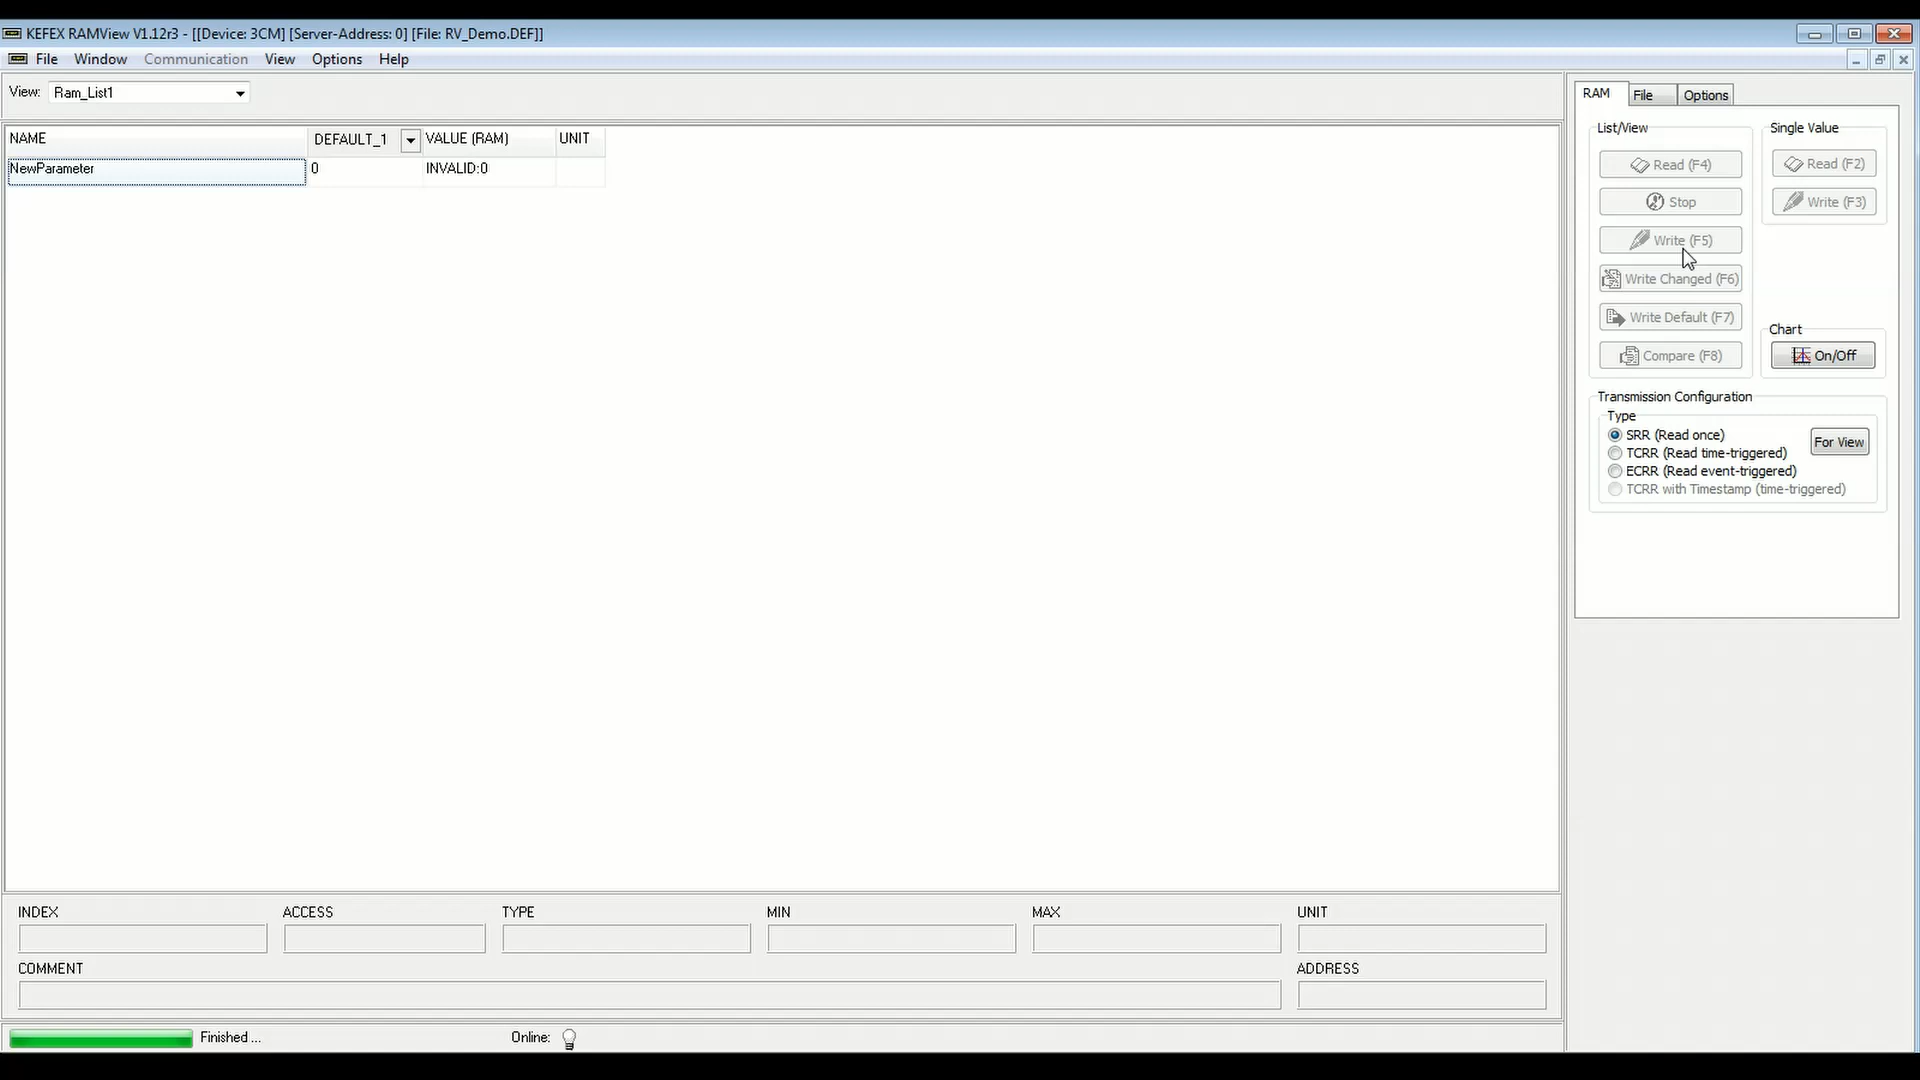 KEFEX RAMView V1.12r3 - [[Device: 3CM] [Server-Address: 0] [File: RV_Demo.DEF]]
File Window Communication View Options Help
View: Ram_List1
NAME DEFAULT_1 VALUE (RAM) UNIT
NewParameter 0 INVALID:0
RAM File Options
List/View
Read (F4)
Stop
Write (F5)
Write Changed (F6)
Write Default (F7)
Compare (F8)
Single Value
Read (F2)
Write (F3)
Chart
On/Off
Transmission Configuration
Type
SRR (Read once)
TCRR (Read time-triggered)
ECRR (Read event-triggered)
TCRR with Timestamp (time-triggered)
For View
INDEX ACCESS TYPE MIN MAX UNIT
COMMENT ADDRESS
Finished ... Online: